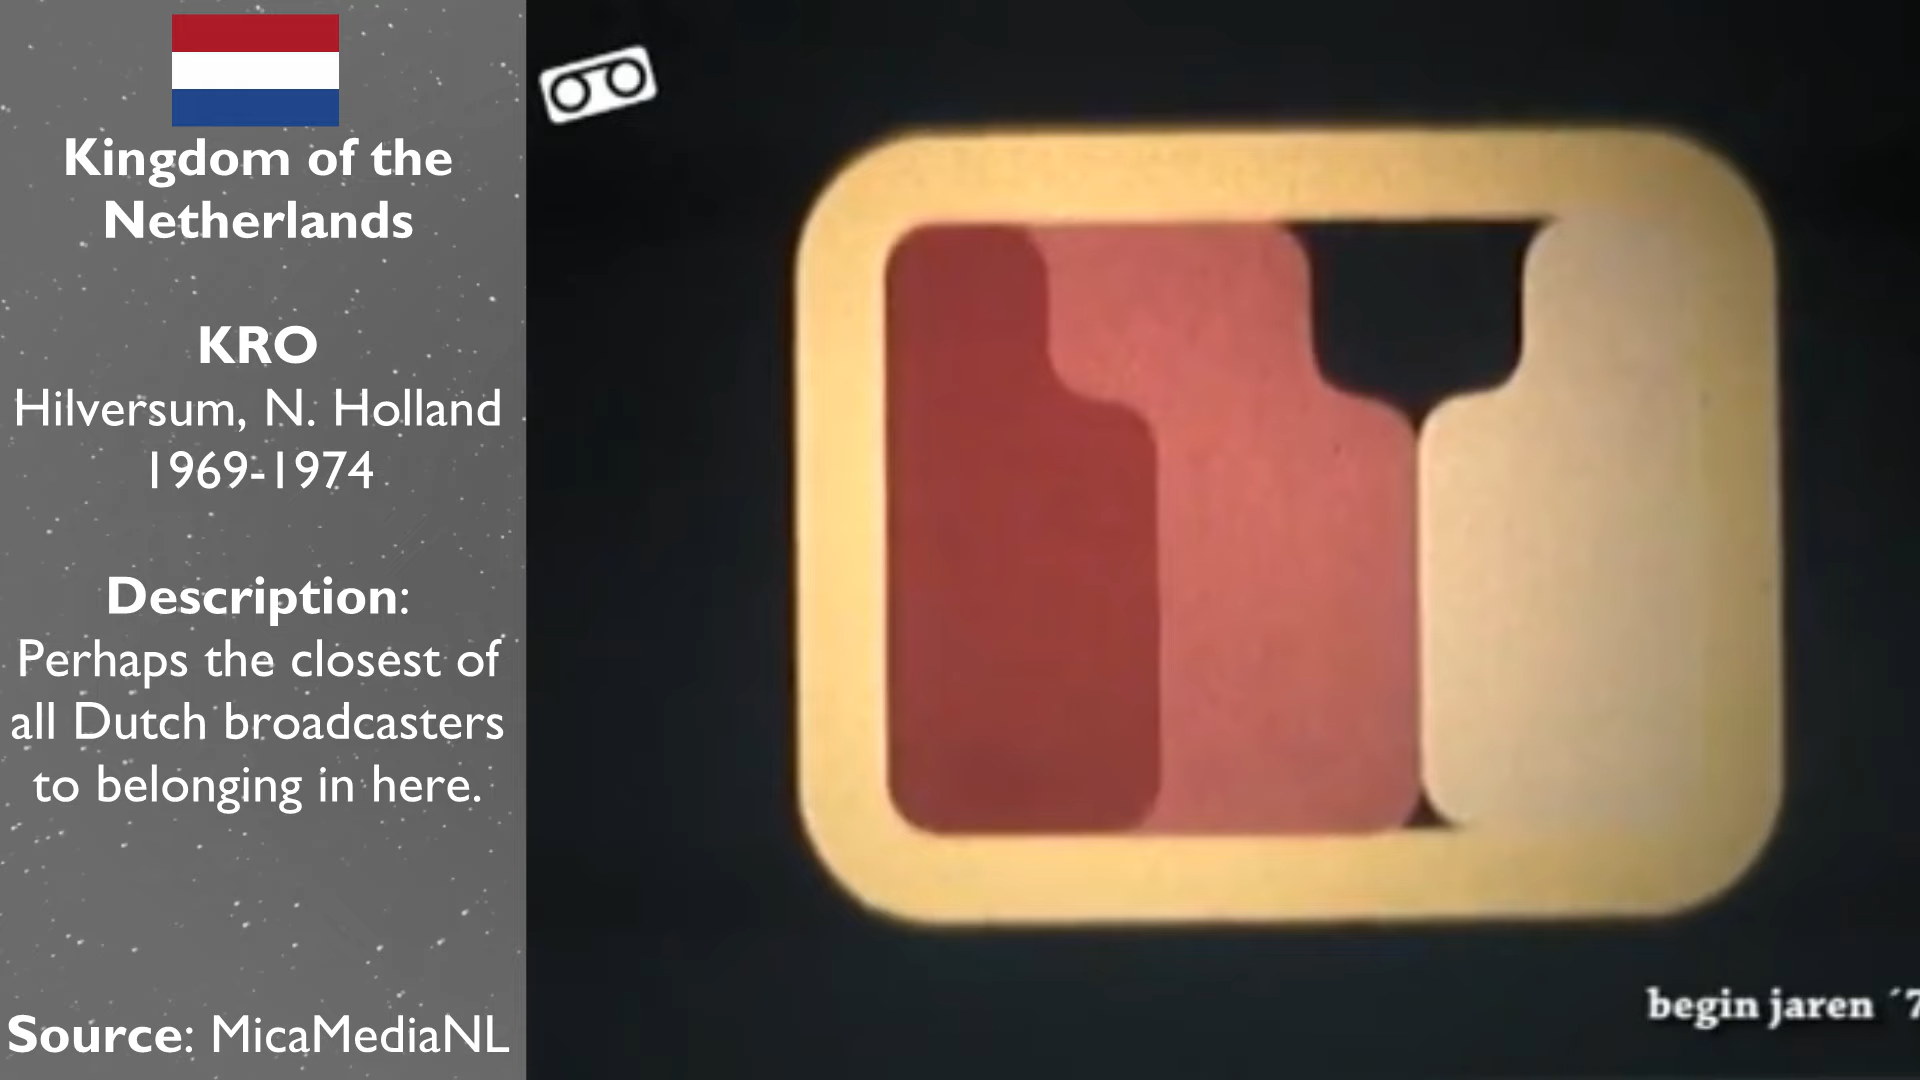 Kingdom of the
Netherlands
KRO
Hilversum, N. Holland
1969-1974
Description:
Perhaps the closest of
all Dutch broadcasters
to belonging in here.
Source: MicaMediaNL
begin jaren ´7